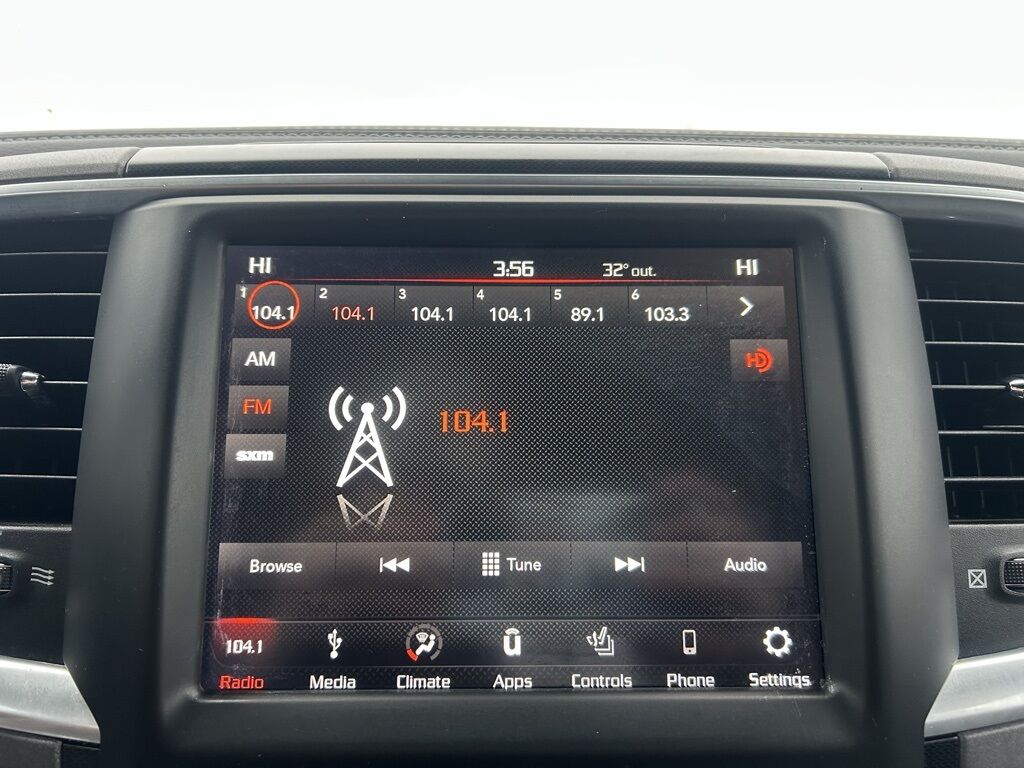 HI 3:56 32° out. HI
1 2 3 4 5 6
104.1 104.1 104.1 104.1 89.1 103.3
AM
HD
FM
104.1
sxm
Browse Tune Audio
104.1
Radio Media Climate Apps Controls Phone Settings